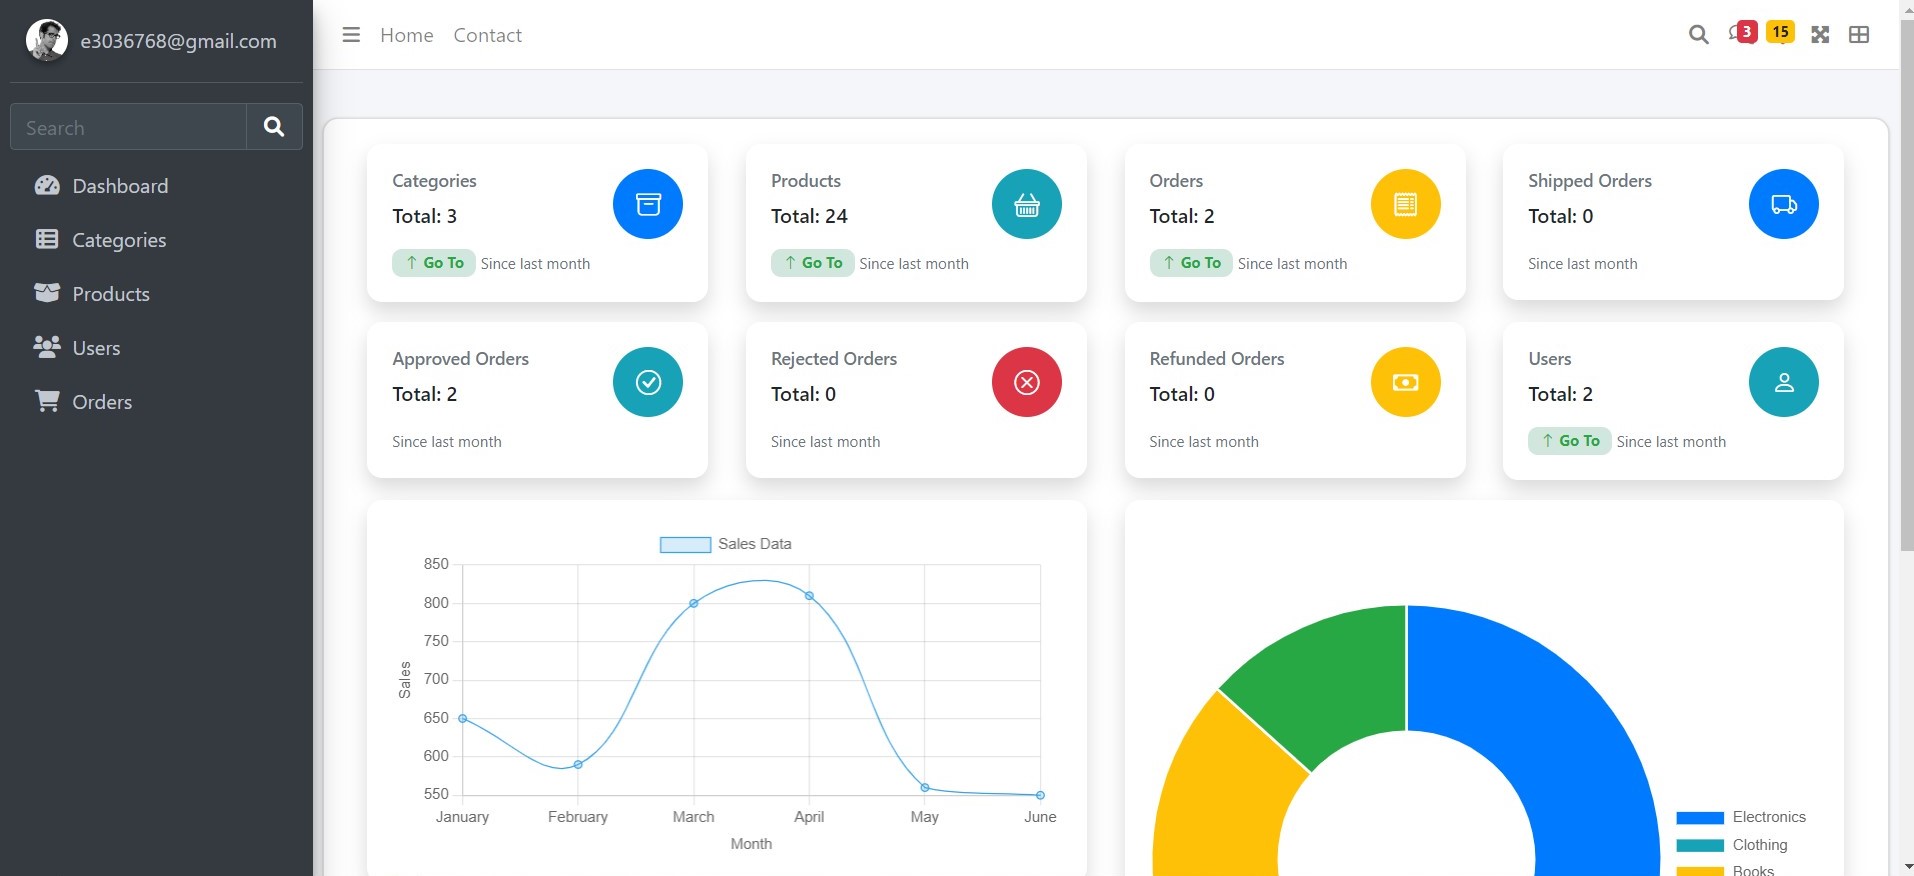 e3036768@gmail.com
Home Contact
3 15
Search
Dashboard
Categories
Products
Users
Orders
Categories
Total: 3
↑ Go To Since last month
Products
Total: 24
↑ Go To Since last month
Orders
Total: 2
↑ Go To Since last month
Shipped Orders
Total: 0
Since last month
Approved Orders
Total: 2
Since last month
Rejected Orders
Total: 0
Since last month
Refunded Orders
Total: 0
Since last month
Users
Total: 2
↑ Go To Since last month
Sales Data
850
800
750
700
650
600
550
Sales
January February March April May June
Month
Electronics
Clothing
Books